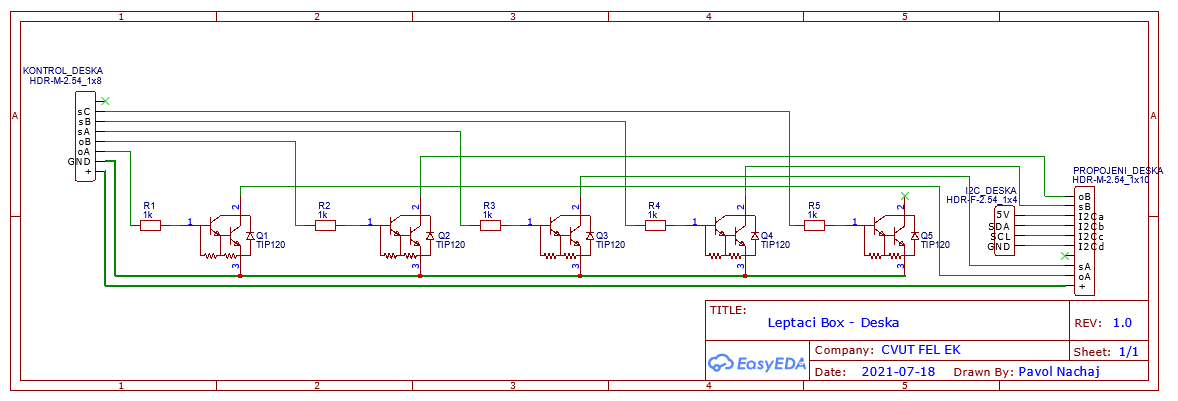 1 2 3 4 5
A A
KONTROL_DESKA
HDR-M-2.54_1x8
sC
sB
sA
oB
oA
GND
+
R1
1k
1
2
3
Q1
TIP120
R2
1k
1
2
3
Q2
TIP120
R3
1k
1
2
3
Q3
TIP120
R4
1k
1
2
3
Q4
TIP120
R5
1k
1
2
3
Q5
TIP120
I2C_DESKA
HDR-F-2.54_1x4
5V
SDA
SCL
GND
PROPOJENI_DESKA
HDR-M-2.54_1x10
oB
sB
I2Ca
I2Cb
I2Cc
I2Cd
sA
oA
+
TITLE:
Leptaci Box - Deska
REV: 1.0
EasyEDA
Company: CVUT FEL EK
Sheet: 1/1
Date: 2021-07-18 Drawn By: Pavol Nachaj
1 2 3 4 5